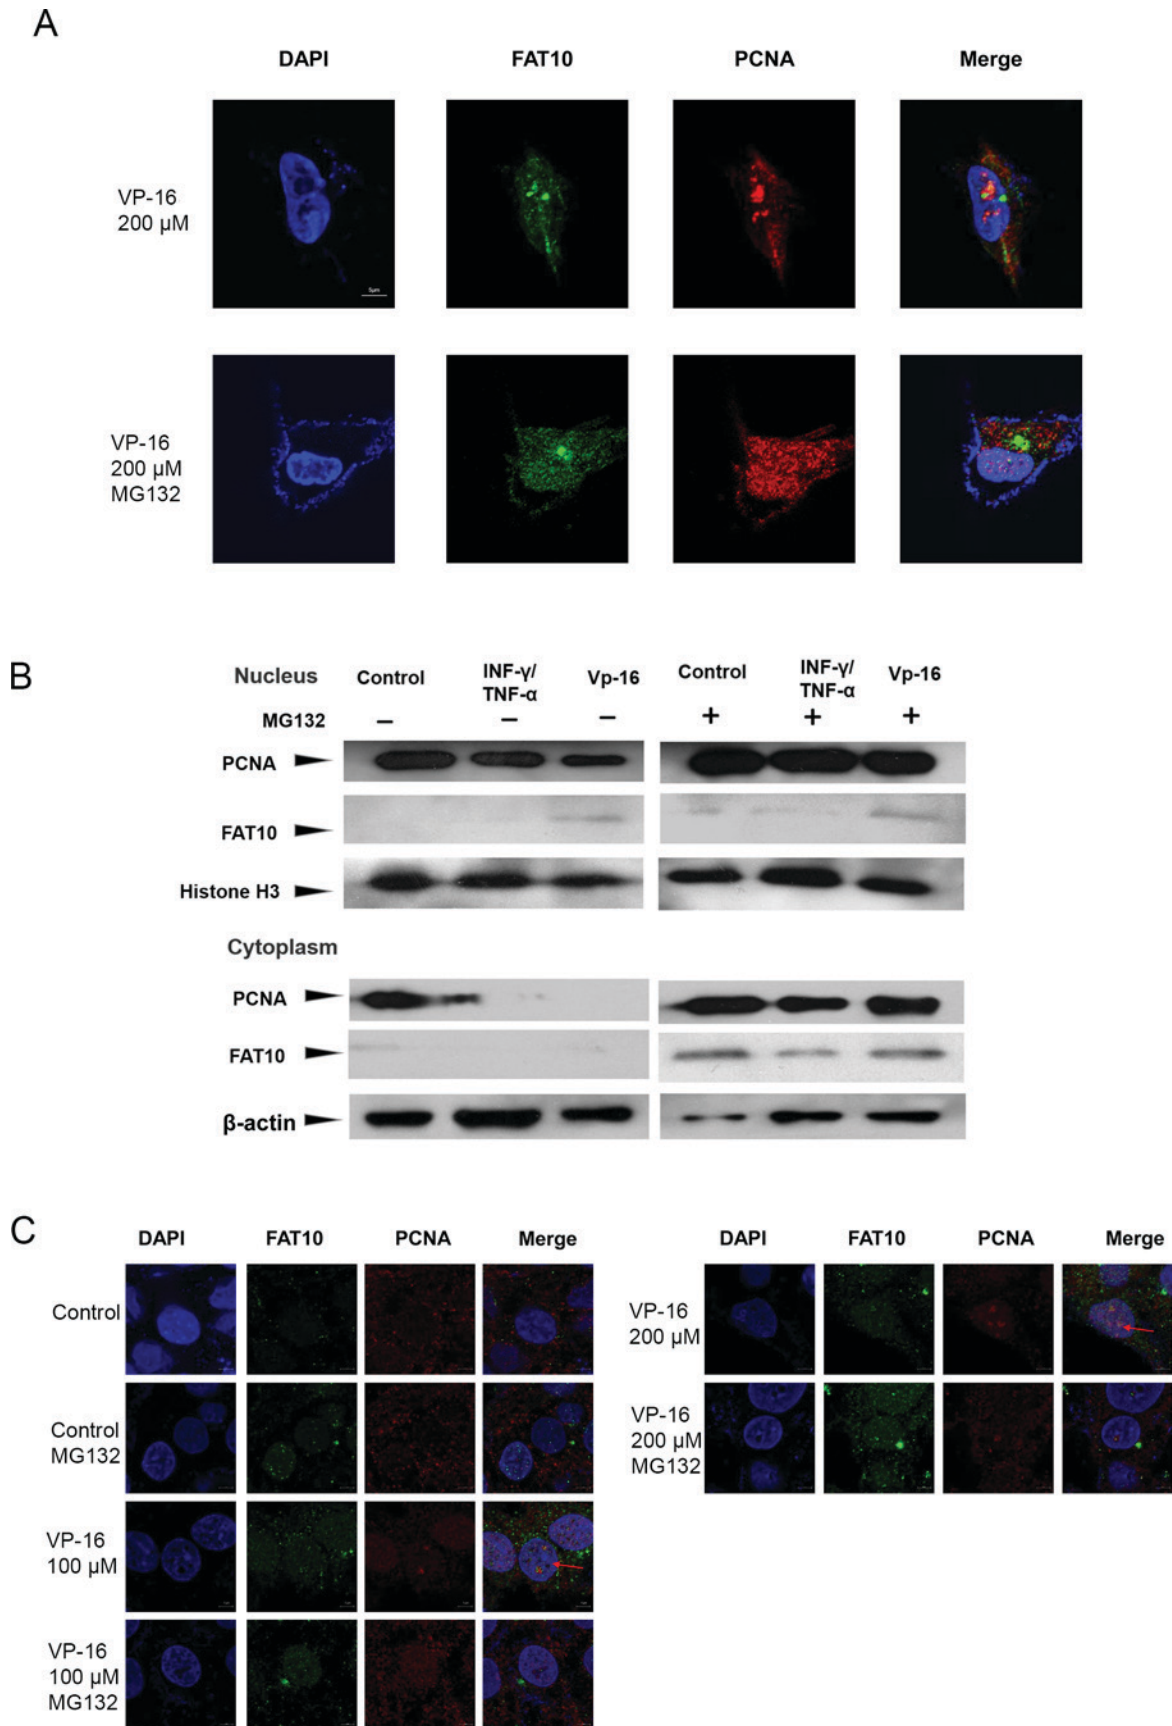 A
DAPI FAT10 PCNA Merge
VP-16
200 µM
5µm
VP-16
200 µM
MG132
B
Nucleus Control INF-γ/ Vp-16 Control INF-γ/ Vp-16
TNF-α TNF-α
MG132 – – – + + +
PCNA
FAT10
Histone H3
Cytoplasm
PCNA
FAT10
β-actin
C
DAPI FAT10 PCNA Merge
Control
Control
MG132
VP-16
100 µM
VP-16
100 µM
MG132
DAPI FAT10 PCNA Merge
VP-16
200 µM
VP-16
200 µM
MG132